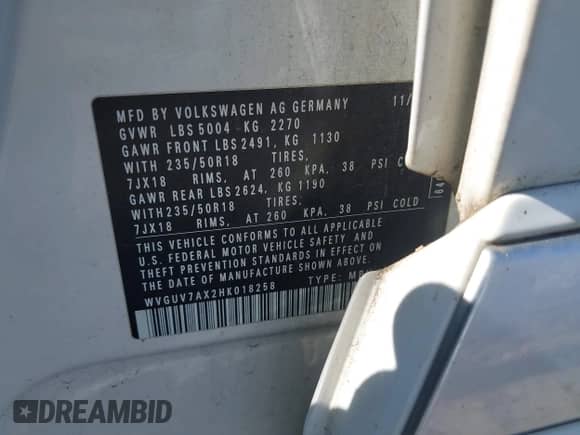 MFD BY VOLKSWAGEN AG GERMANY 11/
GVWR LBS 5004 KG 2270
GAWR FRONT LBS 2491, KG 1130
WITH 235/50R18 TIRES,
7JX18 RIMS, AT 260 KPA, 38 PSI C
GAWR REAR LBS 2624, KG 1190
WITH 235/50R18 TIRES,
7JX18 RIMS, AT 260 KPA, 38 PSI COLD
THIS VEHICLE CONFORMS TO ALL APPLICABLE
U.S. FEDERAL MOTOR VEHICLE SAFETY AND
THEFT PREVENTION STANDARDS IN EFFECT ON
THE DATE OF MANUFACTURE SHOWN ABOVE.
WVGUV7AX2HK018258 TYPE:
DREAMBID